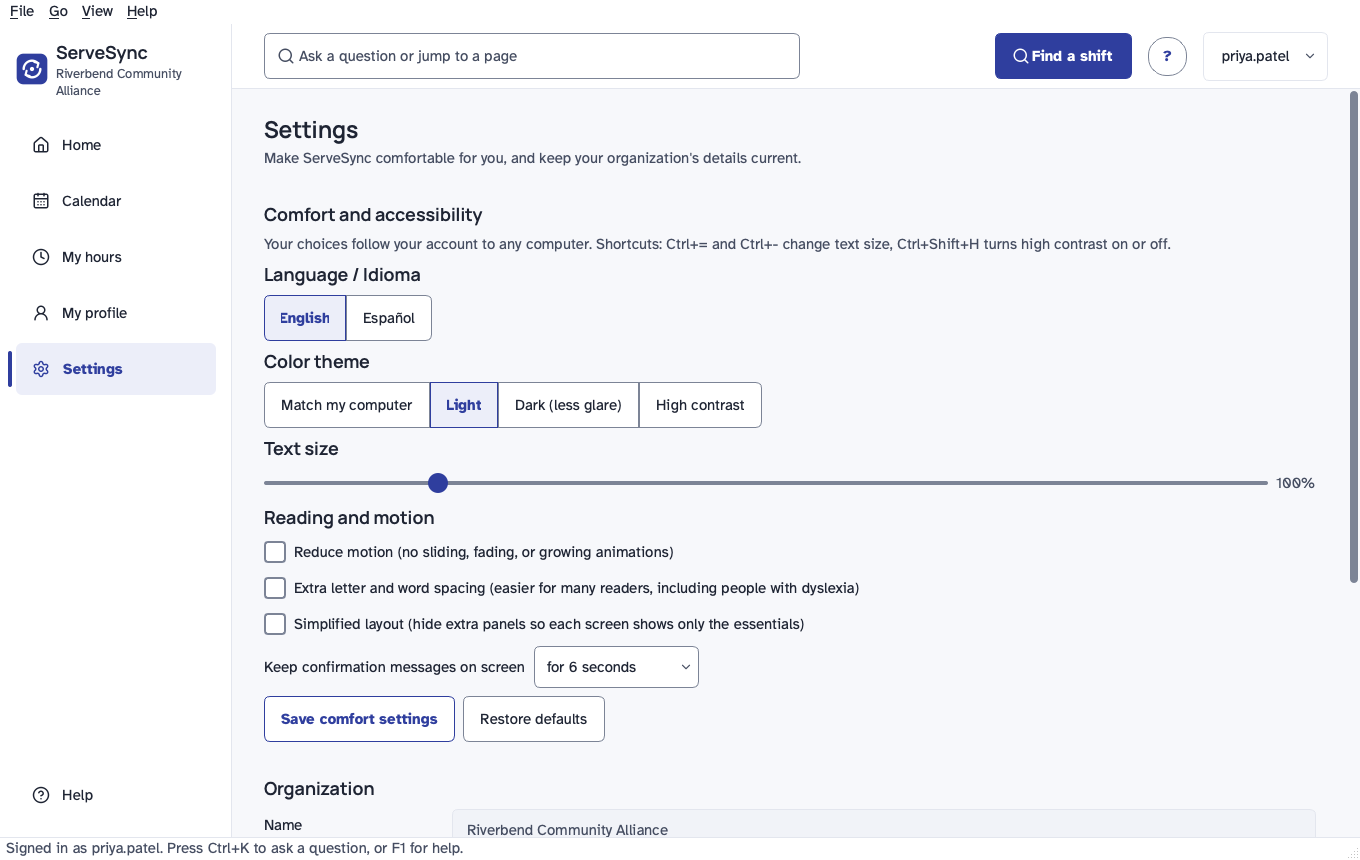 File Go View Help
ServeSync
Riverbend Community
Alliance
Ask a question or jump to a page
Find a shift
?
priya.patel
Home
Calendar
My hours
My profile
Settings
Help
Settings
Make ServeSync comfortable for you, and keep your organization's details current.
Comfort and accessibility
Your choices follow your account to any computer. Shortcuts: Ctrl+= and Ctrl+- change text size, Ctrl+Shift+H turns high contrast on or off.
Language / Idioma
English Español
Color theme
Match my computer Light Dark (less glare) High contrast
Text size
100%
Reading and motion
Reduce motion (no sliding, fading, or growing animations)
Extra letter and word spacing (easier for many readers, including people with dyslexia)
Simplified layout (hide extra panels so each screen shows only the essentials)
Keep confirmation messages on screen for 6 seconds
Save comfort settings Restore defaults
Organization
Name Riverbend Community Alliance
Signed in as priya.patel. Press Ctrl+K to ask a question, or F1 for help.